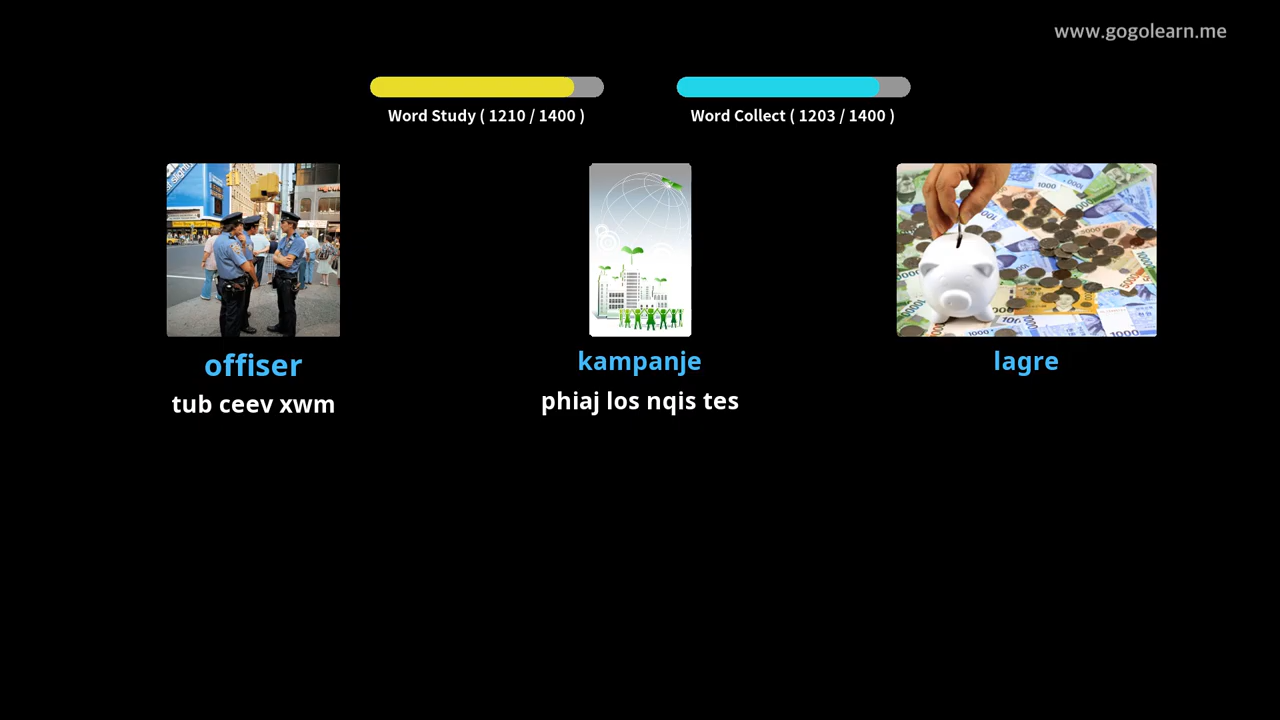 www.gogolearn.me
Word Study ( 1210 / 1400 )
Word Collect ( 1203 / 1400 )
offiser
tub ceev xwm
kampanje
phiaj los nqis tes
lagre